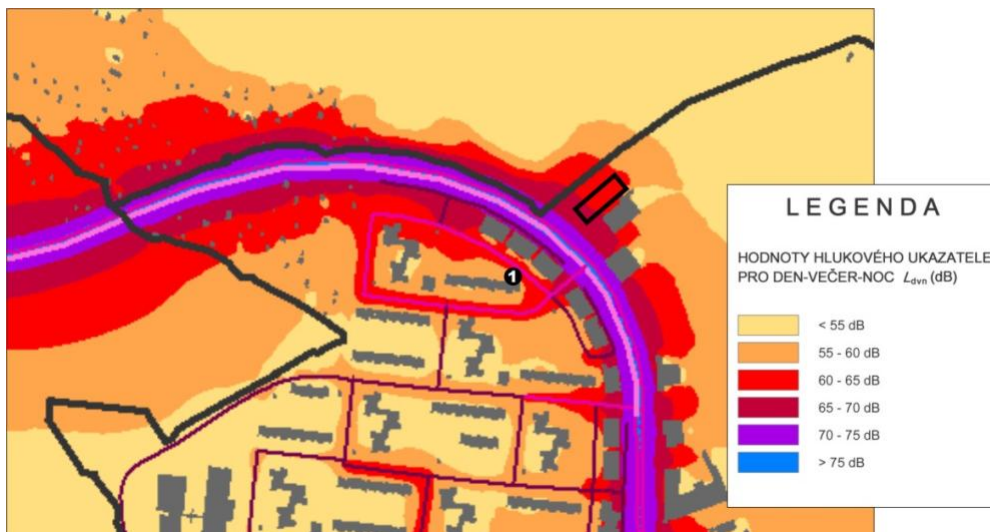 1
LEGENDA
HODNOTY HLUKOVÉHO UKAZATELE
PRO DEN-VEČER-NOC Ldvn (dB)
< 55 dB
55 - 60 dB
60 - 65 dB
65 - 70 dB
70 - 75 dB
> 75 dB